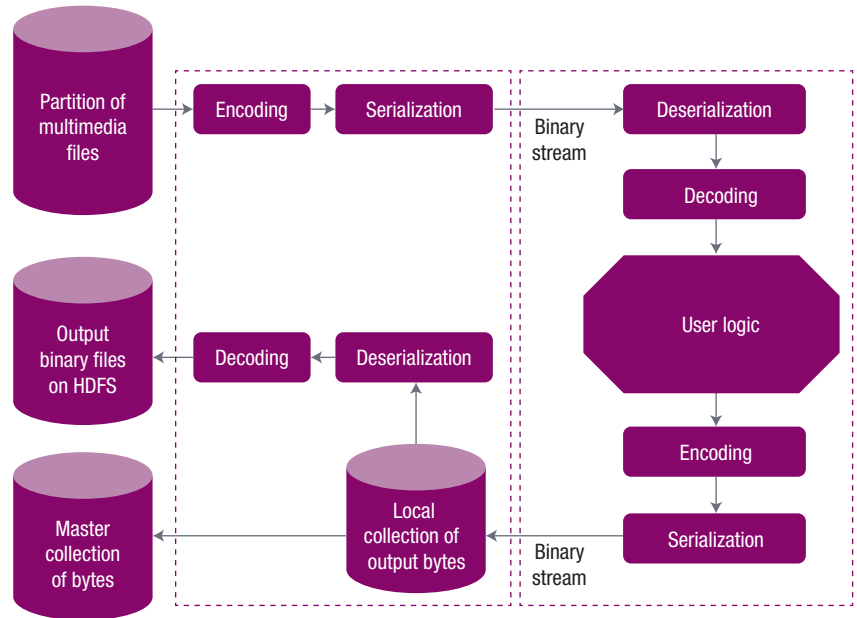 Partition of
multimedia
files
Encoding
Serialization
Binary
stream
Deserialization
Decoding
User logic
Output
binary files
on HDFS
Decoding
Deserialization
Encoding
Master
collection
of bytes
Local
collection of
output bytes
Binary
stream
Serialization